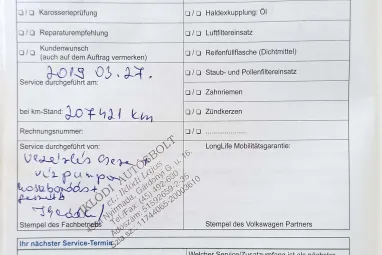 ☐ / ☐ Karosserieprüfung
☐ / ☐ Haldexkupplung: Öl
☐ / ☐ Reparaturempfehlung
☐ / ☐ Luftfiltereinsatz
☐ / ☐ Kundenwunsch
(auch auf dem Auftrag vermerken)
☐ / ☐ Reifenfüllflasche (Dichtmittel)
2019 03.27.
Service durchgeführt am:
☐ / ☐ Staub- und Pollenfiltereinsatz
☐ / ☐ Zahnriemen
bei km-Stand: 207421 km
☐ / ☐ Zündkerzen
Rechnungsnummer:
☐ / ☐ ....................
Service durchgeführt von:
LongLife Mobilitätsgarantie:
vezérlés csere
vízpumpa
KLÓDI AUTÓSBOLT
Stempel des Fachbetriebs
Stempel des Volkswagen Partners
Ihr nächster Service-Termin